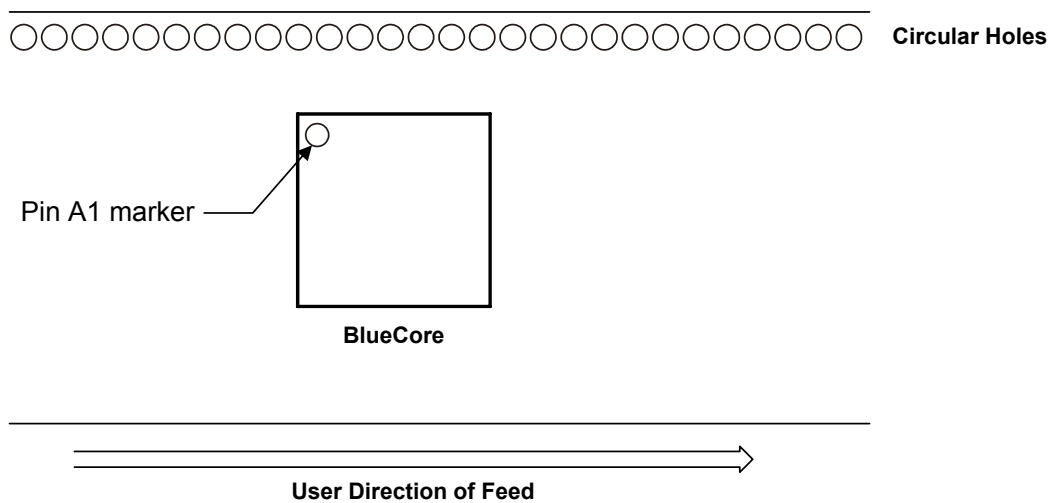 Circular Holes
Pin A1 marker
BlueCore
User Direction of Feed